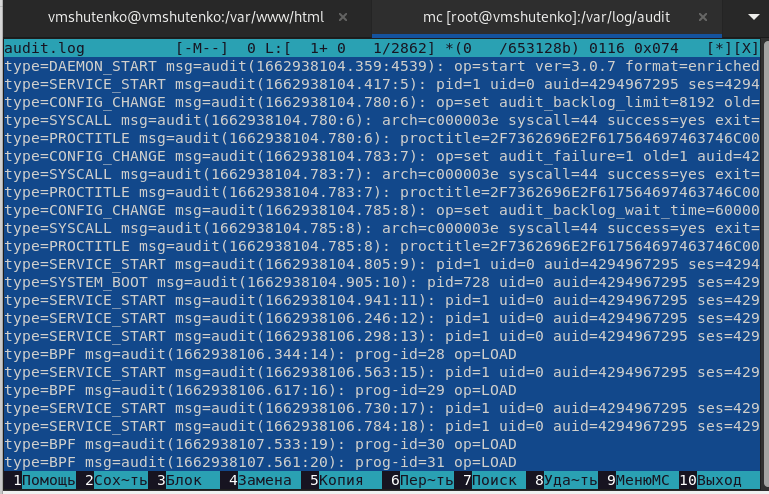 vmshutenko@vmshutenko:/var/www/html × mc [root@vmshutenko]:/var/log/audit ×
audit.log [-M--] 0 L:[ 1+ 0 1/2862] *(0 /653128b) 0116 0x074 [*][X]
type=DAEMON_START msg=audit(1662938104.359:4539): op=start ver=3.0.7 format=enriched
type=SERVICE_START msg=audit(1662938104.417:5): pid=1 uid=0 auid=4294967295 ses=4294
type=CONFIG_CHANGE msg=audit(1662938104.780:6): op=set audit_backlog_limit=8192 old=
type=SYSCALL msg=audit(1662938104.780:6): arch=c000003e syscall=44 success=yes exit=
type=PROCTITLE msg=audit(1662938104.780:6): proctitle=2F7362696E2F617564697463746C00
type=CONFIG_CHANGE msg=audit(1662938104.783:7): op=set audit_failure=1 old=1 auid=42
type=SYSCALL msg=audit(1662938104.783:7): arch=c000003e syscall=44 success=yes exit=
type=PROCTITLE msg=audit(1662938104.783:7): proctitle=2F7362696E2F617564697463746C00
type=CONFIG_CHANGE msg=audit(1662938104.785:8): op=set audit_backlog_wait_time=60000
type=SYSCALL msg=audit(1662938104.785:8): arch=c000003e syscall=44 success=yes exit=
type=PROCTITLE msg=audit(1662938104.785:8): proctitle=2F7362696E2F617564697463746C00
type=SERVICE_START msg=audit(1662938104.805:9): pid=1 uid=0 auid=4294967295 ses=4294
type=SYSTEM_BOOT msg=audit(1662938104.905:10): pid=728 uid=0 auid=4294967295 ses=429
type=SERVICE_START msg=audit(1662938104.941:11): pid=1 uid=0 auid=4294967295 ses=429
type=SERVICE_START msg=audit(1662938106.246:12): pid=1 uid=0 auid=4294967295 ses=429
type=SERVICE_START msg=audit(1662938106.298:13): pid=1 uid=0 auid=4294967295 ses=429
type=BPF msg=audit(1662938106.344:14): prog-id=28 op=LOAD
type=SERVICE_START msg=audit(1662938106.563:15): pid=1 uid=0 auid=4294967295 ses=429
type=BPF msg=audit(1662938106.617:16): prog-id=29 op=LOAD
type=SERVICE_START msg=audit(1662938106.730:17): pid=1 uid=0 auid=4294967295 ses=429
type=SERVICE_START msg=audit(1662938106.784:18): pid=1 uid=0 auid=4294967295 ses=429
type=BPF msg=audit(1662938107.533:19): prog-id=30 op=LOAD
type=BPF msg=audit(1662938107.561:20): prog-id=31 op=LOAD
1Помощь 2Сох~ть 3Блок 4Замена 5Копия 6Пер~ть 7Поиск 8Уда~ть 9МенюМС 10Выход